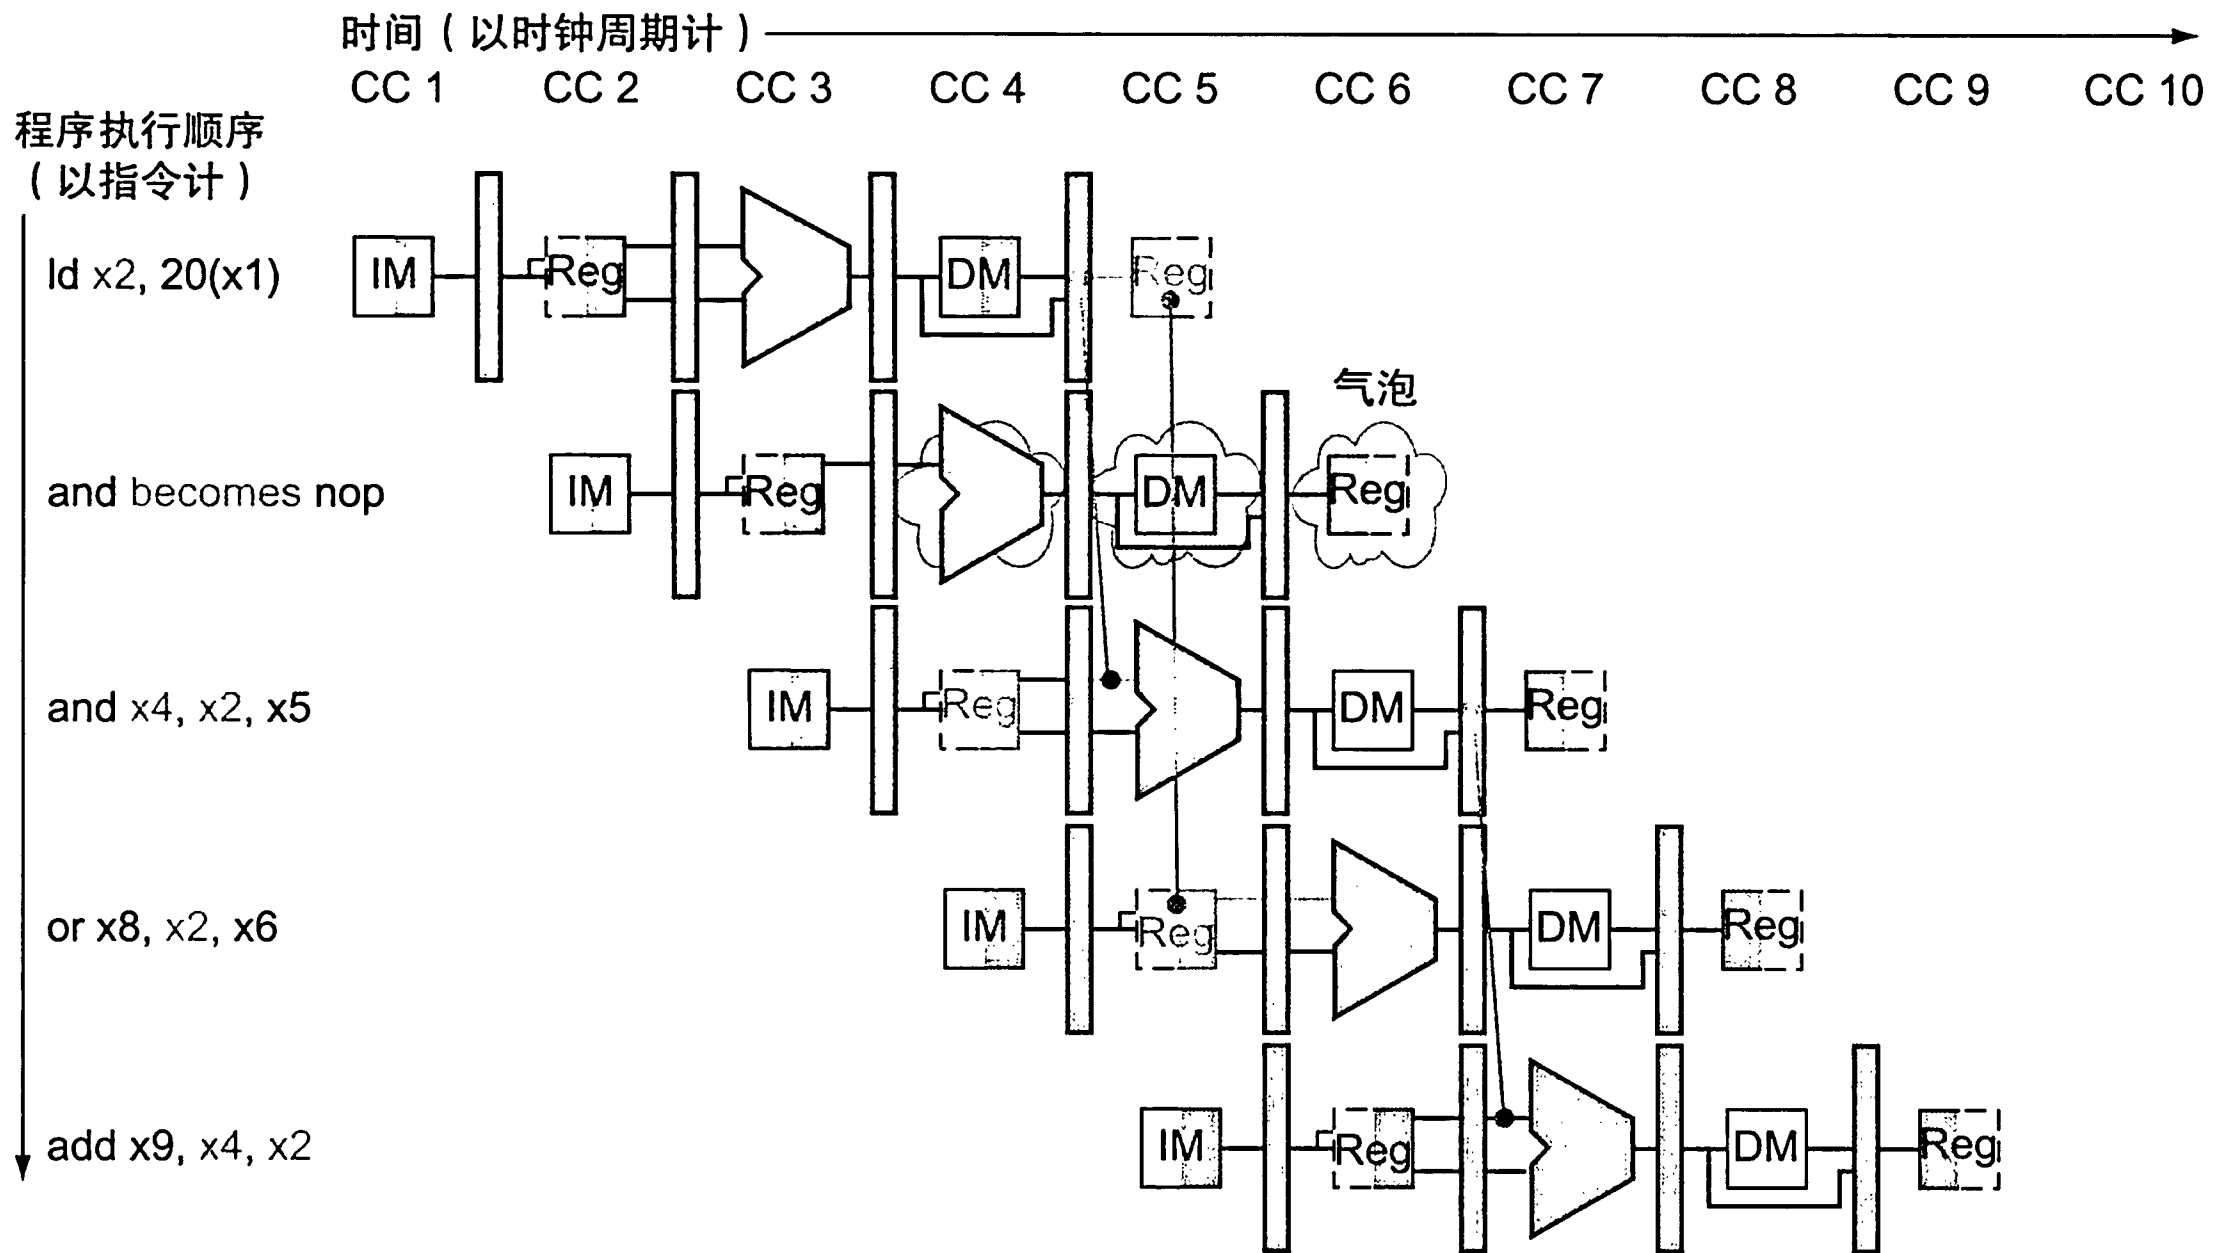 时间（以时钟周期计）
CC 1 CC 2 CC 3 CC 4 CC 5 CC 6 CC 7 CC 8 CC 9 CC 10
程序执行顺序
（以指令计）
ld x2, 20(x1) IM Reg DM Reg
气泡
and becomes nop IM Reg DM Reg
and x4, x2, x5 IM Reg DM Reg
or x8, x2, x6 IM Reg DM Reg
add x9, x4, x2 IM Reg DM Reg